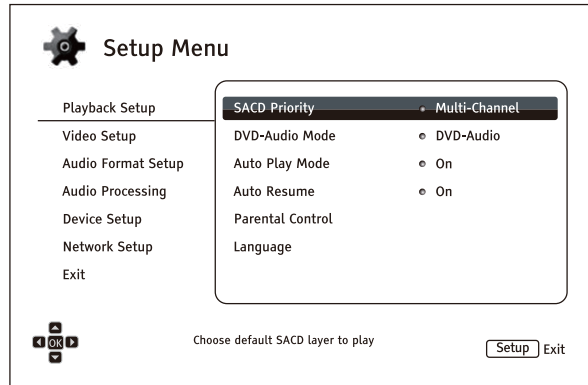 Setup Menu
Playback Setup
Video Setup
Audio Format Setup
Audio Processing
Device Setup
Network Setup
Exit
SACD Priority Multi-Channel
DVD-Audio Mode DVD-Audio
Auto Play Mode On
Auto Resume On
Parental Control
Language
OK
Choose default SACD layer to play
Setup Exit